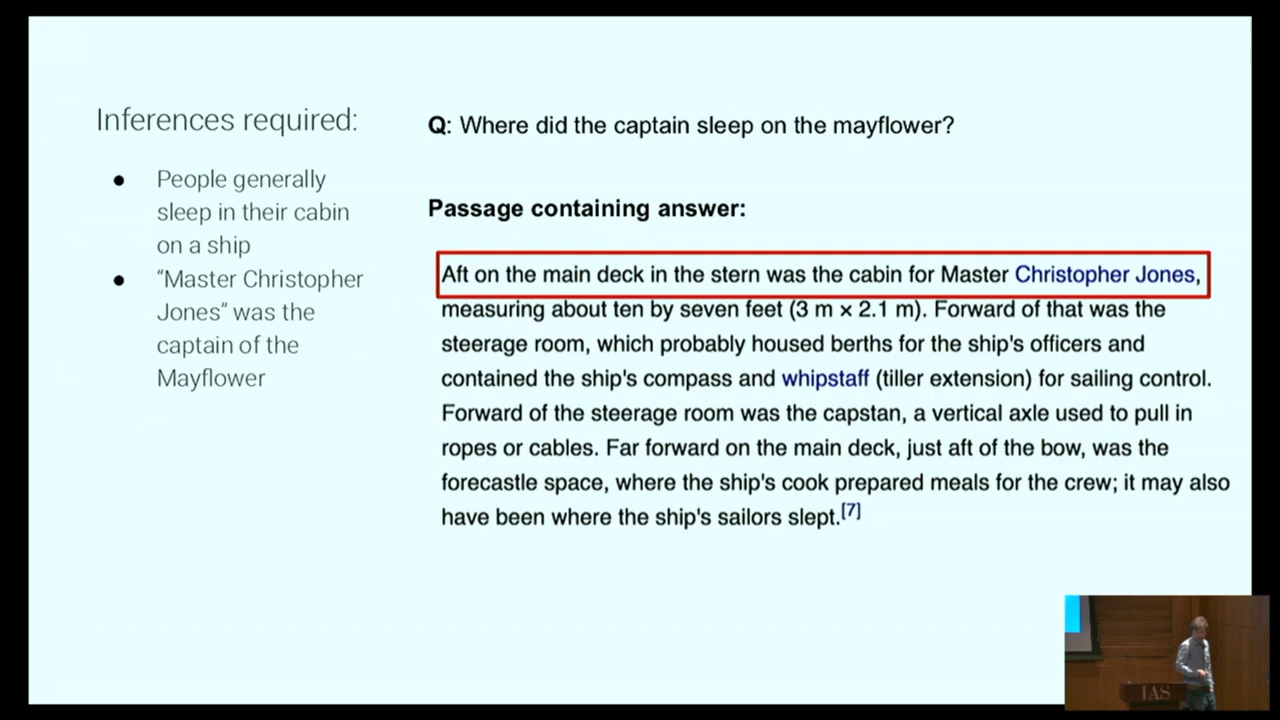 Inferences required:
● People generally
sleep in their cabin
on a ship
● “Master Christopher
Jones” was the
captain of the
Mayflower
Q: Where did the captain sleep on the mayflower?
Passage containing answer:
Aft on the main deck in the stern was the cabin for Master Christopher Jones,
measuring about ten by seven feet (3 m × 2.1 m). Forward of that was the
steerage room, which probably housed berths for the ship's officers and
contained the ship's compass and whipstaff (tiller extension) for sailing control.
Forward of the steerage room was the capstan, a vertical axle used to pull in
ropes or cables. Far forward on the main deck, just aft of the bow, was the
forecastle space, where the ship's cook prepared meals for the crew; it may also
have been where the ship's sailors slept.[7]
IAS